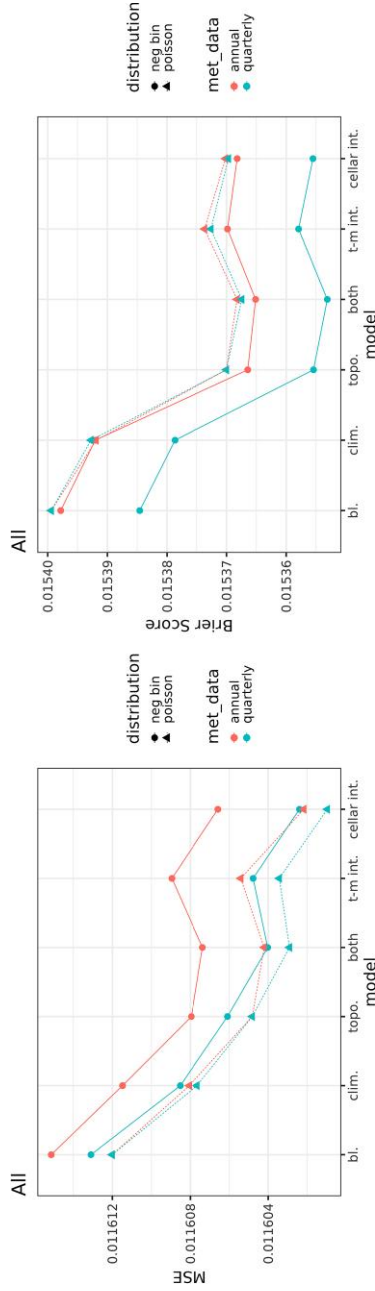 All
MSE
0.011612
0.011608
0.011604
bl.
clim.
topo.
both
t-m int.
cellar int.
model
distribution
neg bin
poisson
met_data
annual
quarterly
All
Brier Score
0.01540
0.01539
0.01538
0.01537
0.01536
bl.
clim.
topo.
both
t-m int.
cellar int.
model
distribution
neg bin
poisson
met_data
annual
quarterly